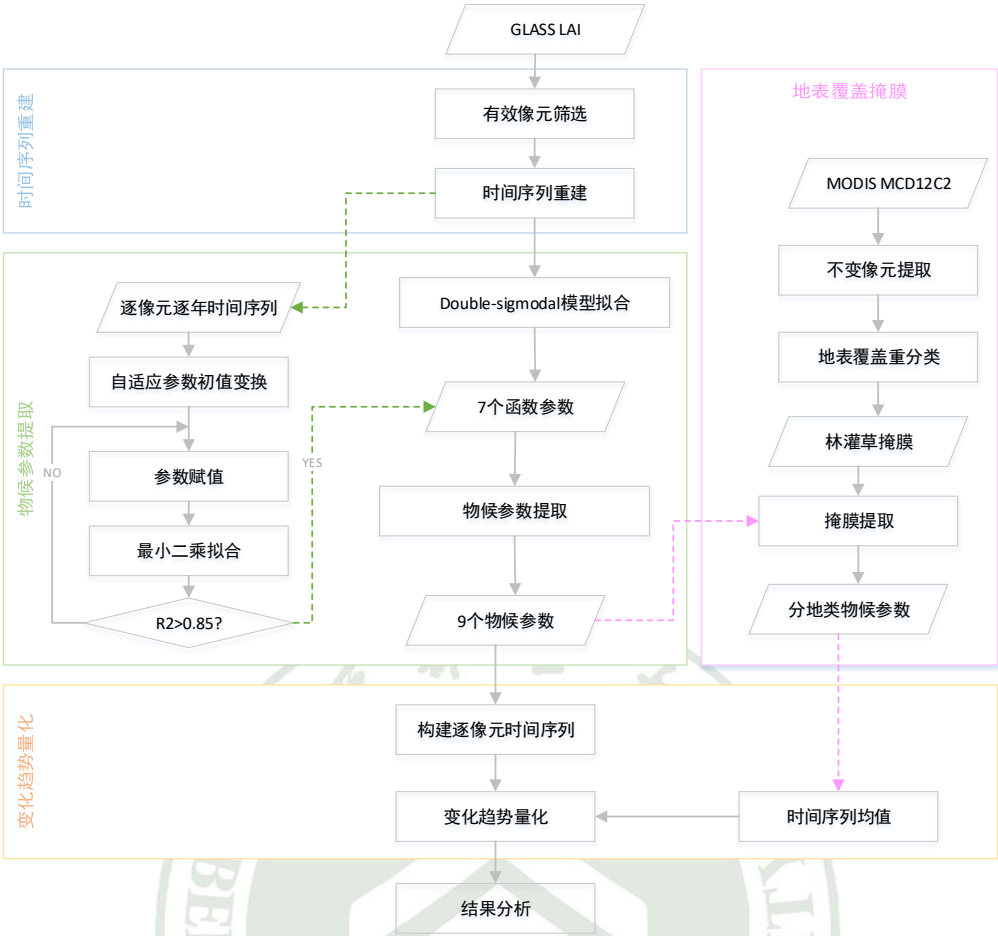 GLASS LAI
时间序列重建
有效像元筛选
时间序列重建
地表覆盖掩膜
MODIS MCD12C2
不变像元提取
地表覆盖重分类
林灌草掩膜
掩膜提取
分地类物候参数
物候参数提取
逐像元逐年时间序列
自适应参数初值变换
参数赋值
最小二乘拟合
R2>0.85?
NO
YES
Double-sigmodal模型拟合
7个函数参数
物候参数提取
9个物候参数
变化趋势量化
构建逐像元时间序列
变化趋势量化
时间序列均值
结果分析